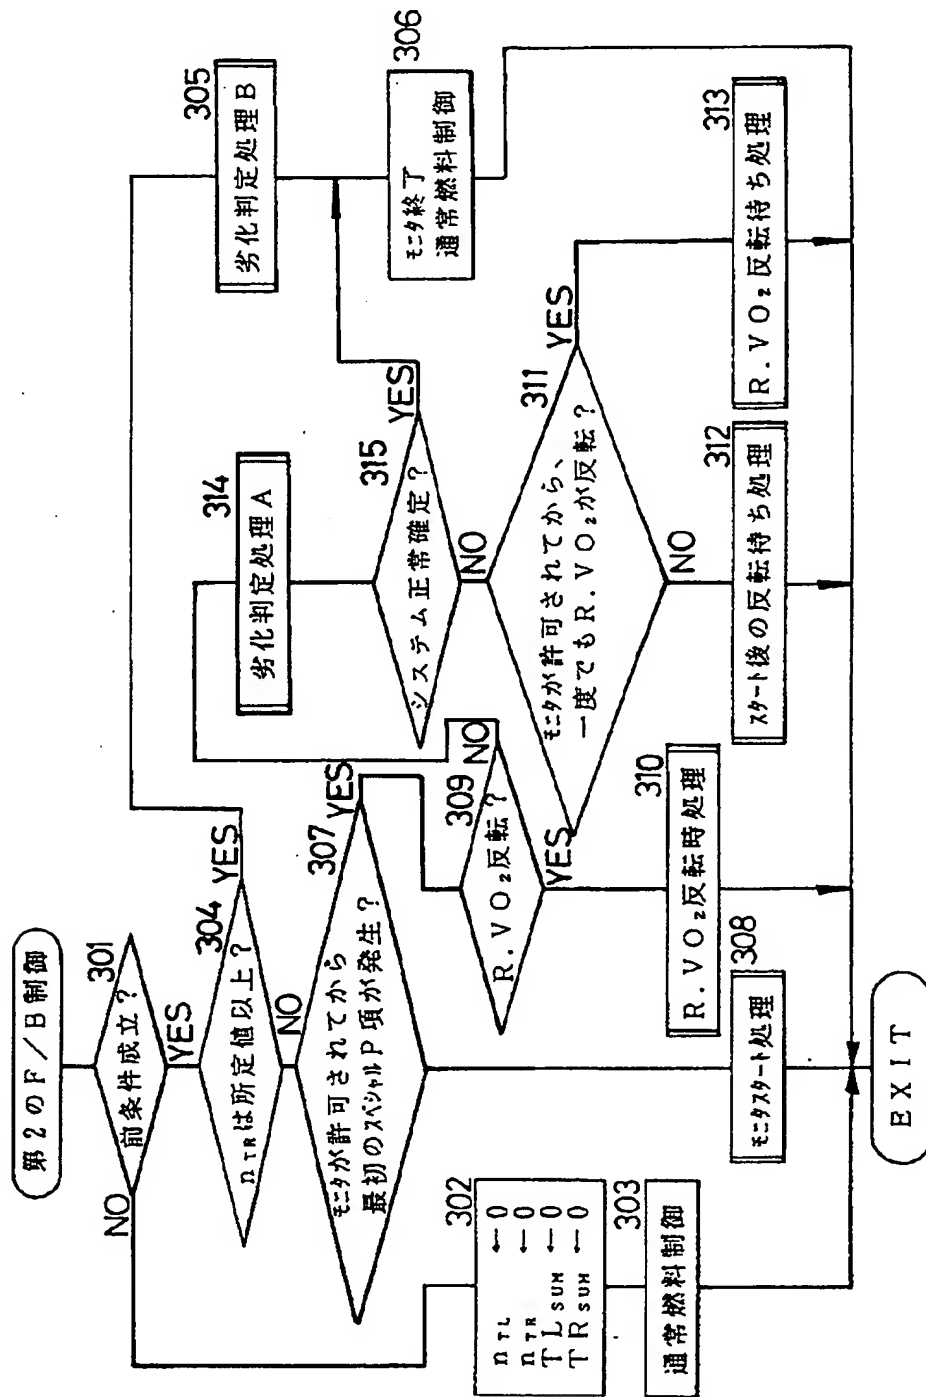 第2のF/B制御
301
前条件成立?
NO
YES
302
nTL ←0
nTR ←0
TLSUM ←0
TRSUM ←0
303
通常燃料制御
304
nTRは所定値以上?
YES
NO
305
劣化判定処理B
306
モニタ終了
通常燃料制御
307
モニタが許可されてから
最初のスペシャルP項が発生?
YES
308
モニタスタート処理
309
R.VO₂反転?
NO
YES
310
R.VO₂反転時処理
314
劣化判定処理A
315
システム正常確定?
YES
NO
311
モニタが許可されてから、
一度でもR.VO₂が反転?
YES
NO
312
スタート後の反転待ち処理
313
R.VO₂反転待ち処理
EXIT